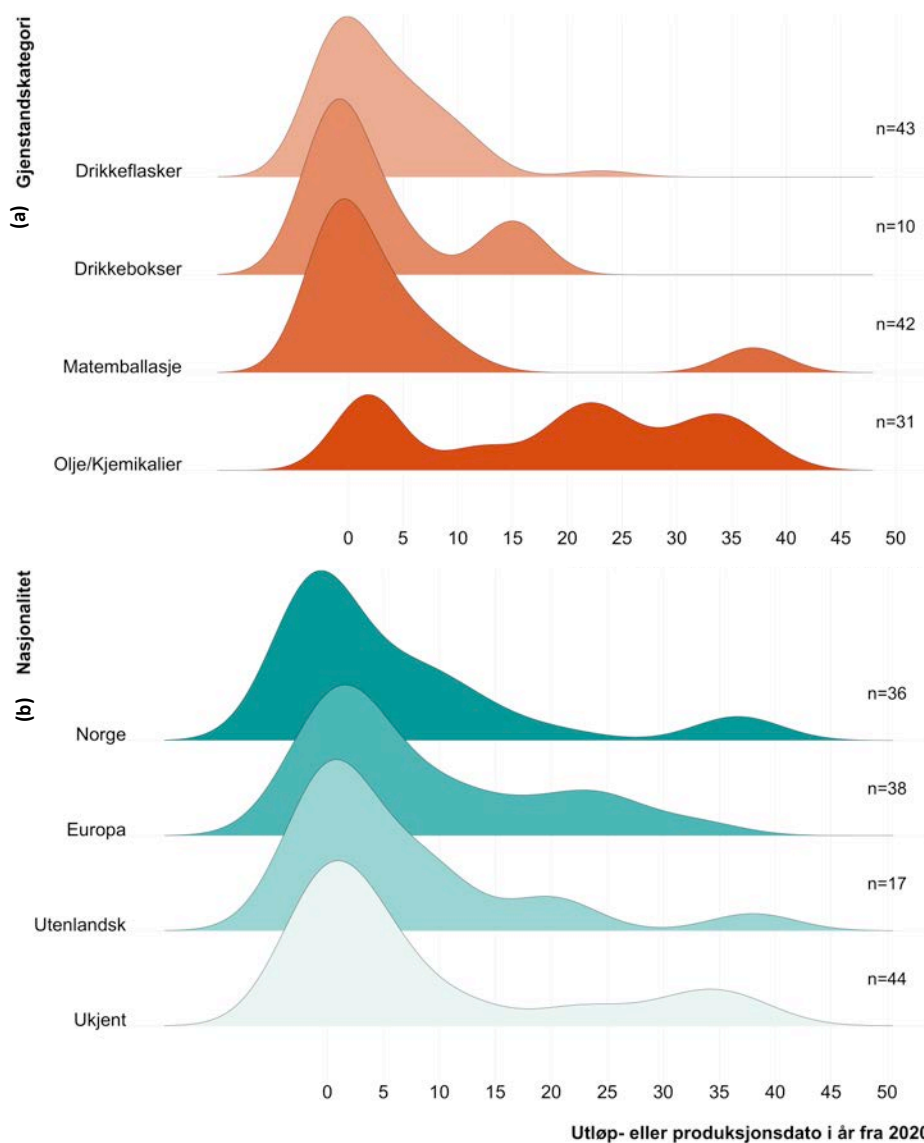 Gjenstandskategori
(a)
n=43
Drikkeflasker
n=10
Drikkebokser
n=42
Matemballasje
n=31
Olje/Kjemikalier
0 5 10 15 20 25 30 35 40 45 50
Nasjonalitet
(b)
n=36
Norge
n=38
Europa
n=17
Utenlandsk
n=44
Ukjent
0 5 10 15 20 25 30 35 40 45 50
Utløp- eller produksjonsdato i år fra 2020